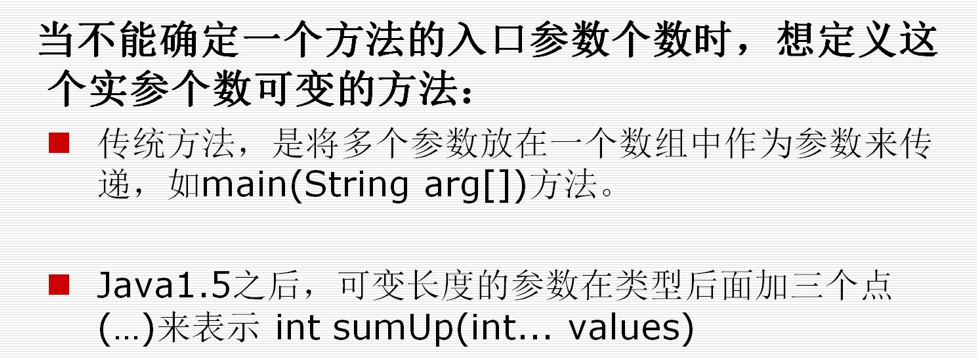 当不能确定一个方法的入口参数个数时，想定义这
个实参个数可变的方法：
传统方法，是将多个参数放在一个数组中作为参数来传
递，如main(String arg[])方法。
Java1.5之后，可变长度的参数在类型后面加三个点
(…)来表示 int sumUp(int... values)